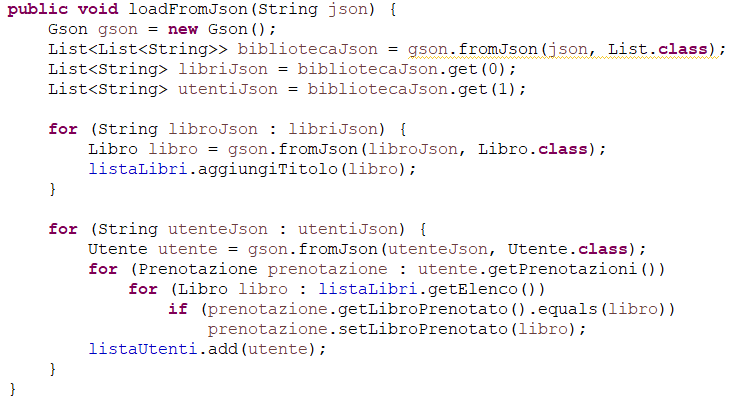 public void loadFromJson(String json) {
    Gson gson = new Gson();
    List<List<String>> bibliotecaJson = gson.fromJson(json, List.class);
    List<String> libriJson = bibliotecaJson.get(0);
    List<String> utentiJson = bibliotecaJson.get(1);

    for (String libroJson : libriJson) {
        Libro libro = gson.fromJson(libroJson, Libro.class);
        listaLibri.aggiungiTitolo(libro);
    }

    for (String utenteJson : utentiJson) {
        Utente utente = gson.fromJson(utenteJson, Utente.class);
        for (Prenotazione prenotazione : utente.getPrenotazioni())
            for (Libro libro : listaLibri.getElenco())
                if (prenotazione.getLibroPrenotato().equals(libro))
                    prenotazione.setLibroPrenotato(libro);
        listaUtenti.add(utente);
    }
}